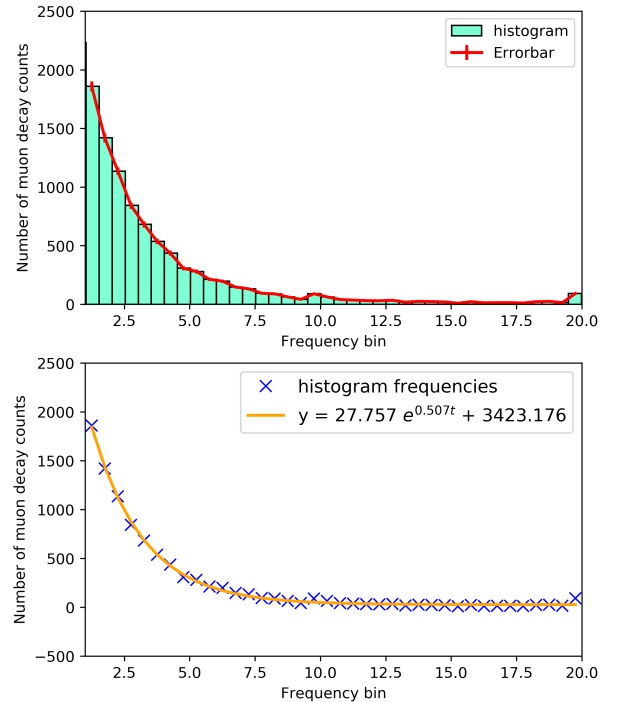 2500
2000
1500
1000
500
0
Number of muon decay counts
histogram
Errorbar
2.5 5.0 7.5 10.0 12.5 15.0 17.5 20.0
Frequency bin
2500
2000
1500
1000
500
0
−500
Number of muon decay counts
histogram frequencies
y = 27.757 e^{0.507t} + 3423.176
2.5 5.0 7.5 10.0 12.5 15.0 17.5 20.0
Frequency bin